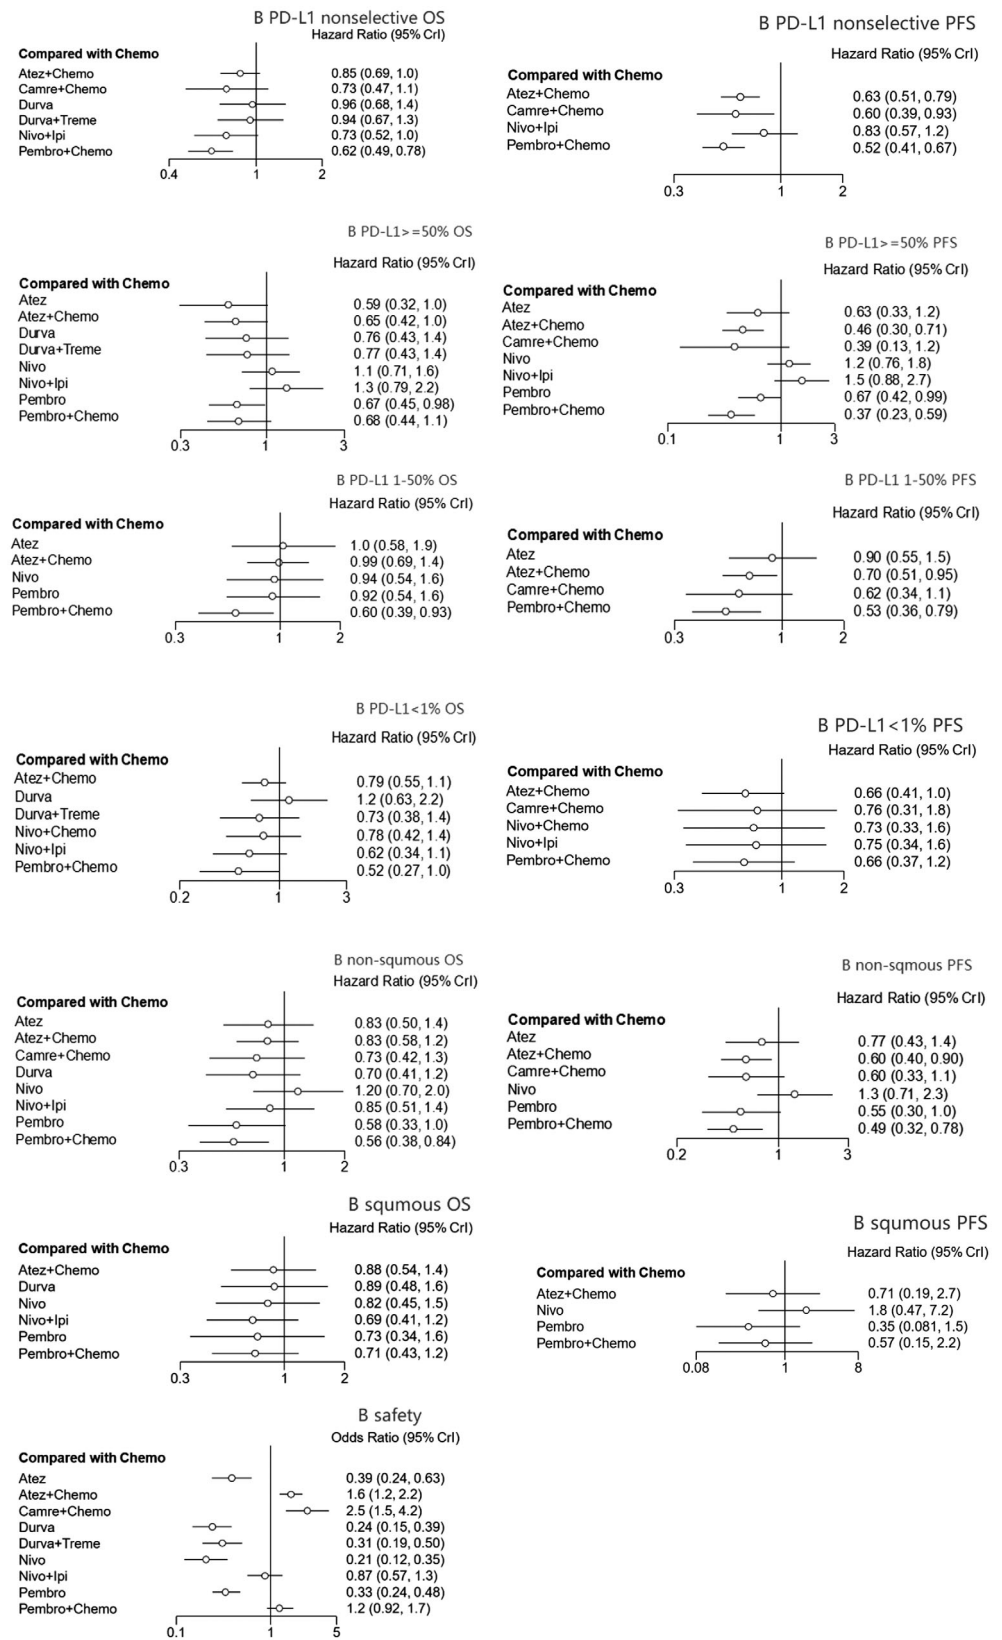 B PD-L1 nonselective OS
Hazard Ratio (95% CrI)
Compared with Chemo
Atez+Chemo 0.85 (0.69, 1.0)
Camre+Chemo 0.73 (0.47, 1.1)
Durva 0.96 (0.68, 1.4)
Durva+Treme 0.94 (0.67, 1.3)
Nivo+Ipi 0.73 (0.52, 1.0)
Pembro+Chemo 0.62 (0.49, 0.78)
0.4 1 2
B PD-L1 nonselective PFS
Hazard Ratio (95% CrI)
Compared with Chemo
Atez+Chemo 0.63 (0.51, 0.79)
Camre+Chemo 0.60 (0.39, 0.93)
Nivo+Ipi 0.83 (0.57, 1.2)
Pembro+Chemo 0.52 (0.41, 0.67)
0.3 1 2
B PD-L1>=50% OS
Hazard Ratio (95% CrI)
Compared with Chemo
Atez 0.59 (0.32, 1.0)
Atez+Chemo 0.65 (0.42, 1.0)
Durva 0.76 (0.43, 1.4)
Durva+Treme 0.77 (0.43, 1.4)
Nivo 1.1 (0.71, 1.6)
Nivo+Ipi 1.3 (0.79, 2.2)
Pembro 0.67 (0.45, 0.98)
Pembro+Chemo 0.68 (0.44, 1.1)
0.3 1 3
B PD-L1>=50% PFS
Hazard Ratio (95% CrI)
Compared with Chemo
Atez 0.63 (0.33, 1.2)
Atez+Chemo 0.46 (0.30, 0.71)
Camre+Chemo 0.39 (0.13, 1.2)
Nivo 1.2 (0.76, 1.8)
Nivo+Ipi 1.5 (0.88, 2.7)
Pembro 0.67 (0.42, 0.99)
Pembro+Chemo 0.37 (0.23, 0.59)
0.1 1 3
B PD-L1 1-50% OS
Hazard Ratio (95% CrI)
Compared with Chemo
Atez 1.0 (0.58, 1.9)
Atez+Chemo 0.99 (0.69, 1.4)
Nivo 0.94 (0.54, 1.6)
Pembro 0.92 (0.54, 1.6)
Pembro+Chemo 0.60 (0.39, 0.93)
0.3 1 2
B PD-L1 1-50% PFS
Hazard Ratio (95% CrI)
Compared with Chemo
Atez 0.90 (0.55, 1.5)
Atez+Chemo 0.70 (0.51, 0.95)
Camre+Chemo 0.62 (0.34, 1.1)
Pembro+Chemo 0.53 (0.36, 0.79)
0.3 1 2
B PD-L1<1% OS
Hazard Ratio (95% CrI)
Compared with Chemo
Atez+Chemo 0.79 (0.55, 1.1)
Durva 1.2 (0.63, 2.2)
Durva+Treme 0.73 (0.38, 1.4)
Nivo+Chemo 0.78 (0.42, 1.4)
Nivo+Ipi 0.62 (0.34, 1.1)
Pembro+Chemo 0.52 (0.27, 1.0)
0.2 1 3
B PD-L1<1% PFS
Hazard Ratio (95% CrI)
Compared with Chemo
Atez+Chemo 0.66 (0.41, 1.0)
Camre+Chemo 0.76 (0.31, 1.8)
Nivo+Chemo 0.73 (0.33, 1.6)
Nivo+Ipi 0.75 (0.34, 1.6)
Pembro+Chemo 0.66 (0.37, 1.2)
0.3 1 2
B non-squmous OS
Hazard Ratio (95% CrI)
Compared with Chemo
Atez 0.83 (0.50, 1.4)
Atez+Chemo 0.83 (0.58, 1.2)
Camre+Chemo 0.73 (0.42, 1.3)
Durva 0.70 (0.41, 1.2)
Nivo 1.20 (0.70, 2.0)
Nivo+Ipi 0.85 (0.51, 1.4)
Pembro 0.58 (0.33, 1.0)
Pembro+Chemo 0.56 (0.38, 0.84)
0.3 1 2
B non-sqmous PFS
Hazard Ratio (95% CrI)
Compared with Chemo
Atez 0.77 (0.43, 1.4)
Atez+Chemo 0.60 (0.40, 0.90)
Camre+Chemo 0.60 (0.33, 1.1)
Nivo 1.3 (0.71, 2.3)
Pembro 0.55 (0.30, 1.0)
Pembro+Chemo 0.49 (0.32, 0.78)
0.2 1 3
B squmous OS
Hazard Ratio (95% CrI)
Compared with Chemo
Atez+Chemo 0.88 (0.54, 1.4)
Durva 0.89 (0.48, 1.6)
Nivo 0.82 (0.45, 1.5)
Nivo+Ipi 0.69 (0.41, 1.2)
Pembro 0.73 (0.34, 1.6)
Pembro+Chemo 0.71 (0.43, 1.2)
0.3 1 2
B squmous PFS
Hazard Ratio (95% CrI)
Compared with Chemo
Atez+Chemo 0.71 (0.19, 2.7)
Nivo 1.8 (0.47, 7.2)
Pembro 0.35 (0.081, 1.5)
Pembro+Chemo 0.57 (0.15, 2.2)
0.08 1 8
B safety
Odds Ratio (95% CrI)
Compared with Chemo
Atez 0.39 (0.24, 0.63)
Atez+Chemo 1.6 (1.2, 2.2)
Camre+Chemo 2.5 (1.5, 4.2)
Durva 0.24 (0.15, 0.39)
Durva+Treme 0.31 (0.19, 0.50)
Nivo 0.21 (0.12, 0.35)
Nivo+Ipi 0.87 (0.57, 1.3)
Pembro 0.33 (0.24, 0.48)
Pembro+Chemo 1.2 (0.92, 1.7)
0.1 1 5